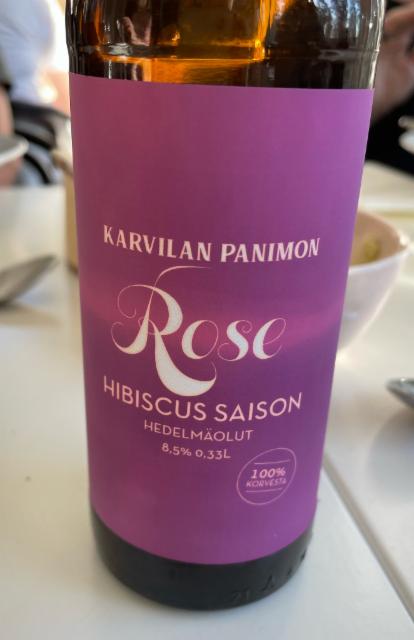 KARVILAN PANIMON
Rose
HIBISCUS SAISON
HEDELMÄOLUT
8,5% 0,33L
100%
KORVESTA